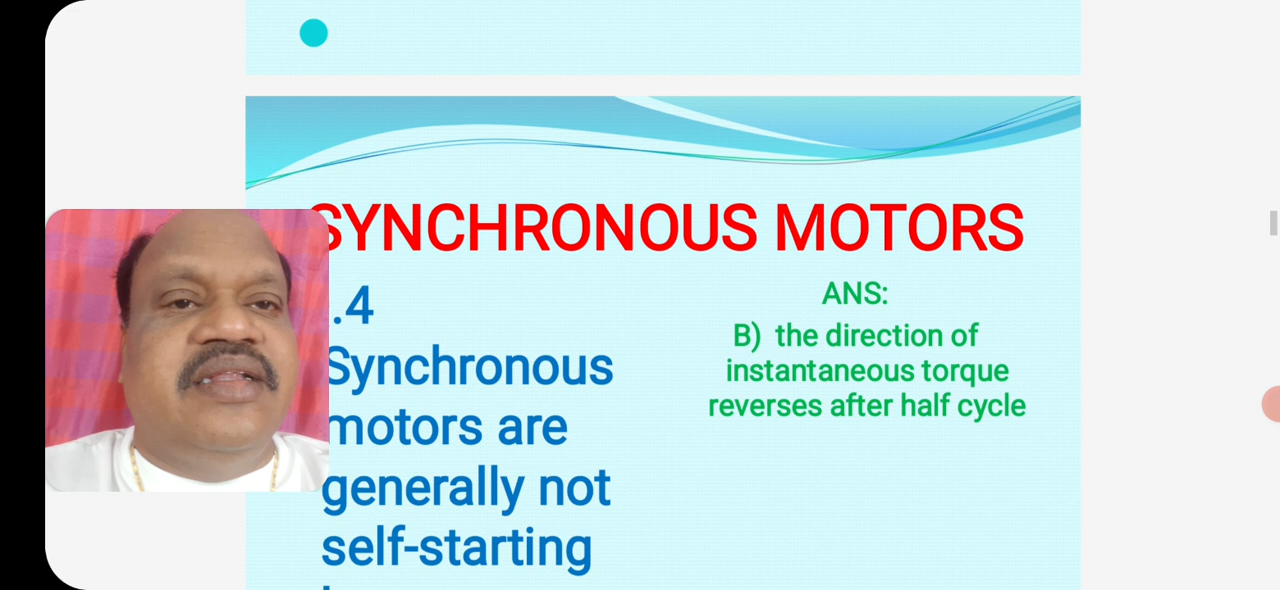 SYNCHRONOUS MOTORS
.4
Synchronous
motors are
generally not
self-starting
ANS:
B) the direction of
instantaneous torque
reverses after half cycle